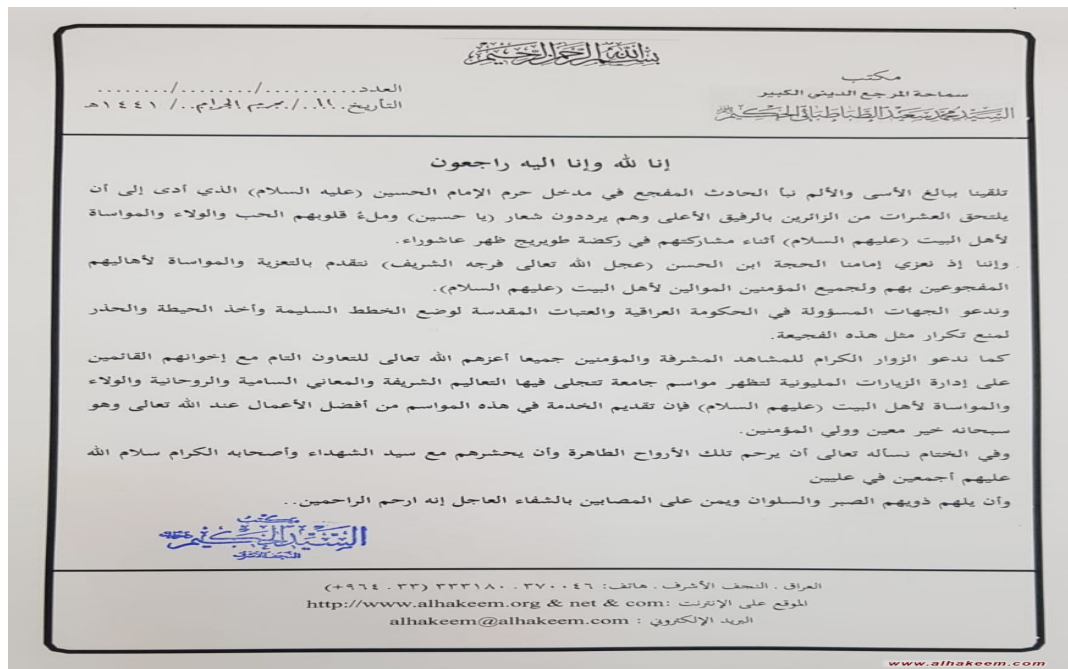 بسم الله الرحمن الرحيم
مكتب
سماحة المرجع الديني الكبير
السيد محمد سعيد الطباطبائي الحكيم
العدد........../......../........
التأريخ..١١../..محرم الحرام../ ١٤٤١هـ
إنا لله وإنا اليه راجعون
تلقينا ببالغ الأسى والألم نبأ الحادث المفجع في مدخل حرم الإمام الحسين (عليه السلام) الذي أدى إلى أن
يلتحق العشرات من الزائرين بالرفيق الأعلى وهم يرددون شعار (يا حسين) وملءُ قلوبهم الحب والولاء والمواساة
لأهل البيت (عليهم السلام) أثناء مشاركتهم في ركضة طويريج ظهر عاشوراء.
وإننا إذ نعزي إمامنا الحجة ابن الحسن (عجل الله تعالى فرجه الشريف) نتقدم بالتعزية والمواساة لأهاليهم
المفجوعين بهم ولجميع المؤمنين الموالين لأهل البيت (عليهم السلام).
وندعو الجهات المسؤولة في الحكومة العراقية والعتبات المقدسة لوضع الخطط السليمة وأخذ الحيطة والحذر
لمنع تكرار مثل هذه الفجيعة.
كما ندعو الزوار الكرام للمشاهد المشرفة والمؤمنين جميعا أعزهم الله تعالى للتعاون التام مع إخوانهم القائمين
على إدارة الزيارات المليونية لتظهر مواسم جامعة تتجلى فيها التعاليم الشريفة والمعاني السامية والروحانية والولاء
والمواساة لأهل البيت (عليهم السلام) فإن تقديم الخدمة في هذه المواسم من أفضل الأعمال عند الله تعالى وهو
سبحانه خير معين وولي المؤمنين.
وفي الختام نسأله تعالى أن يرحم تلك الأرواح الطاهرة وأن يحشرهم مع سيد الشهداء وأصحابه الكرام سلام الله
عليهم أجمعين في عليين
وأن يلهم ذويهم الصبر والسلوان ويمن على المصابين بالشفاء العاجل إنه ارحم الراحمين..
مكتب
السيد الحكيم
النجف الأشرف
العراق . النجف الأشرف . هاتف: ٣٧٠٠٤٦ . ٣٣٣١٨٠ (٣٣ . ٩٦٤+)
الموقع على الإنترنت: http://www.alhakeem.org & net & com
البريد الإلكتروني : alhakeem@alhakeem.com
www.alhakeem.com